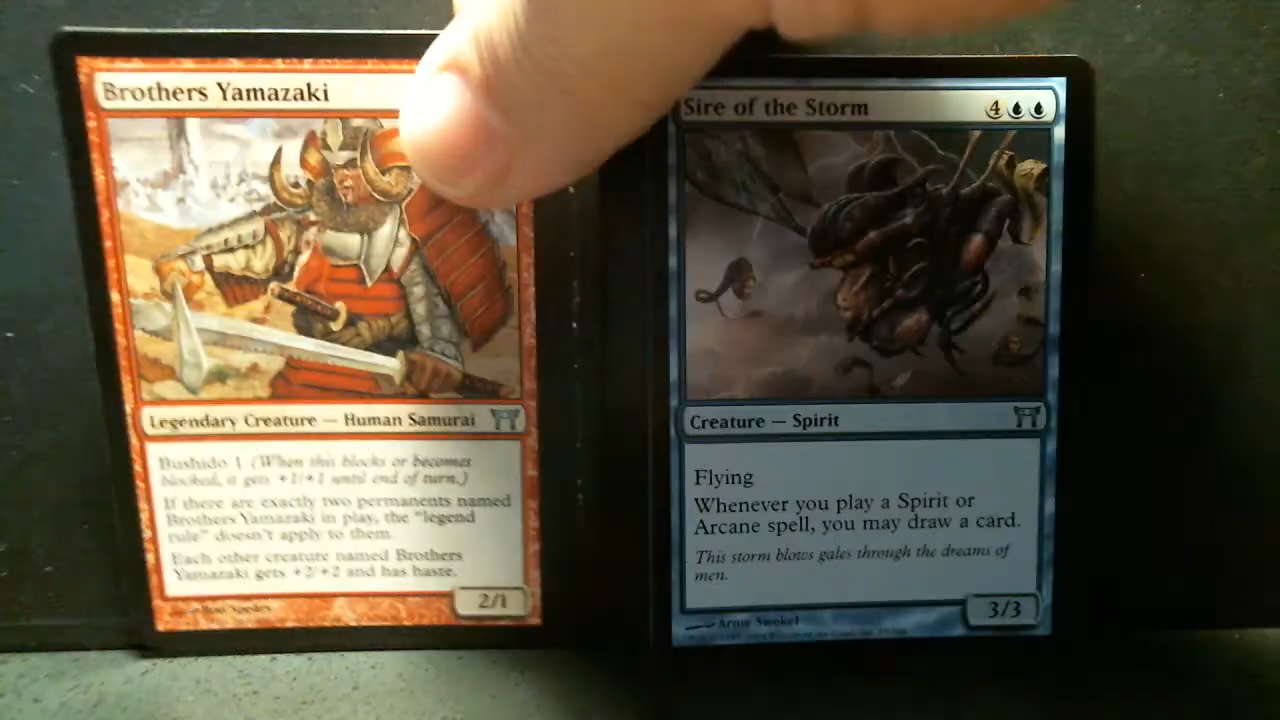 Brothers Yamazaki
Legendary Creature — Human Samurai
Bushido 1 (When this blocks or becomes
blocked, it gets +1/+1 until end of turn.)
If there are exactly two permanents named
Brothers Yamazaki in play, the "legend
rule" doesn't apply to them.
Each other creature named Brothers
Yamazaki gets +2/+2 and has haste.
2/1
Sire of the Storm 4
Creature — Spirit
Flying
Whenever you play a Spirit or
Arcane spell, you may draw a card.
This storm blows gales through the dreams of
men.
3/3
Arnie Swekel